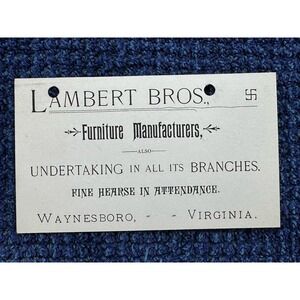 LAMBERT BROS.,
Furniture Manufacturers,
ALSO
UNDERTAKING IN ALL ITS BRANCHES.
FINE HEARSE IN ATTENDANCE.
WAYNESBORO, - - VIRGINIA.